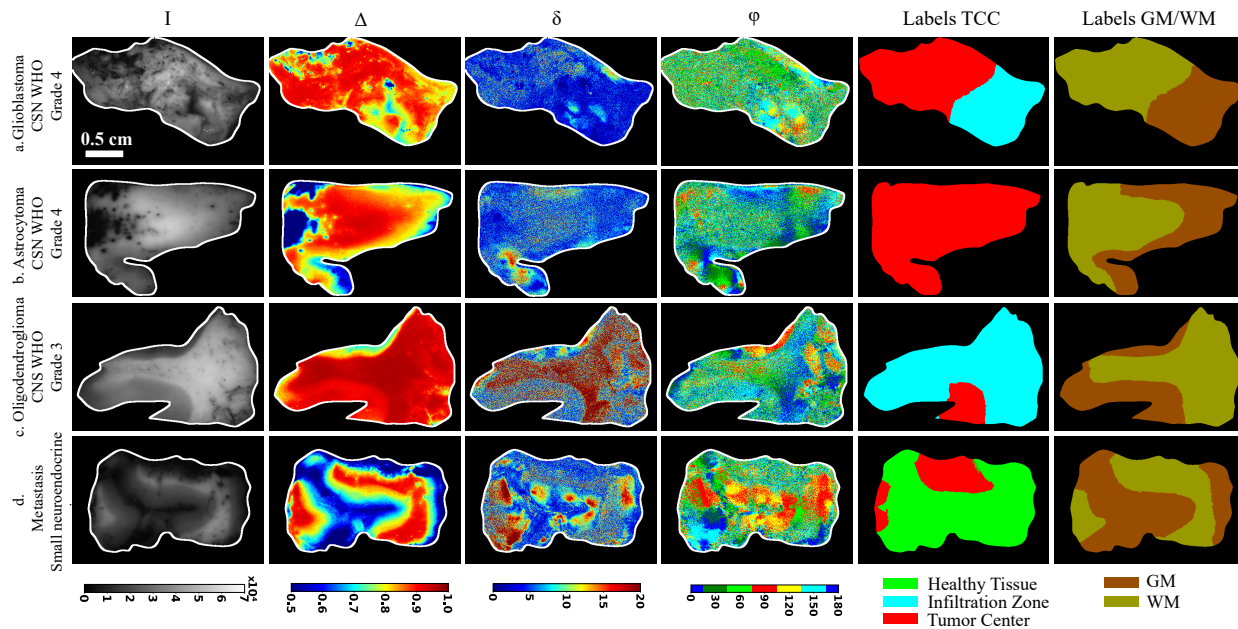 I Δ δ φ Labels TCC Labels GM/WM
a. Glioblastoma
CSN WHO
Grade 4
0.5 cm
b. Astrocytoma
CSN WHO
Grade 4
c. Oligodendroglioma
CNS WHO
Grade 3
d.
Metastasis
Small neuroendocrine
0 1 2 3 4 5 6 7 x10⁴
0.5 0.6 0.7 0.8 0.9 1.0
0 5 10 15 20
0 30 60 90 120 150 180
Healthy Tissue
Infiltration Zone
Tumor Center
GM
WM